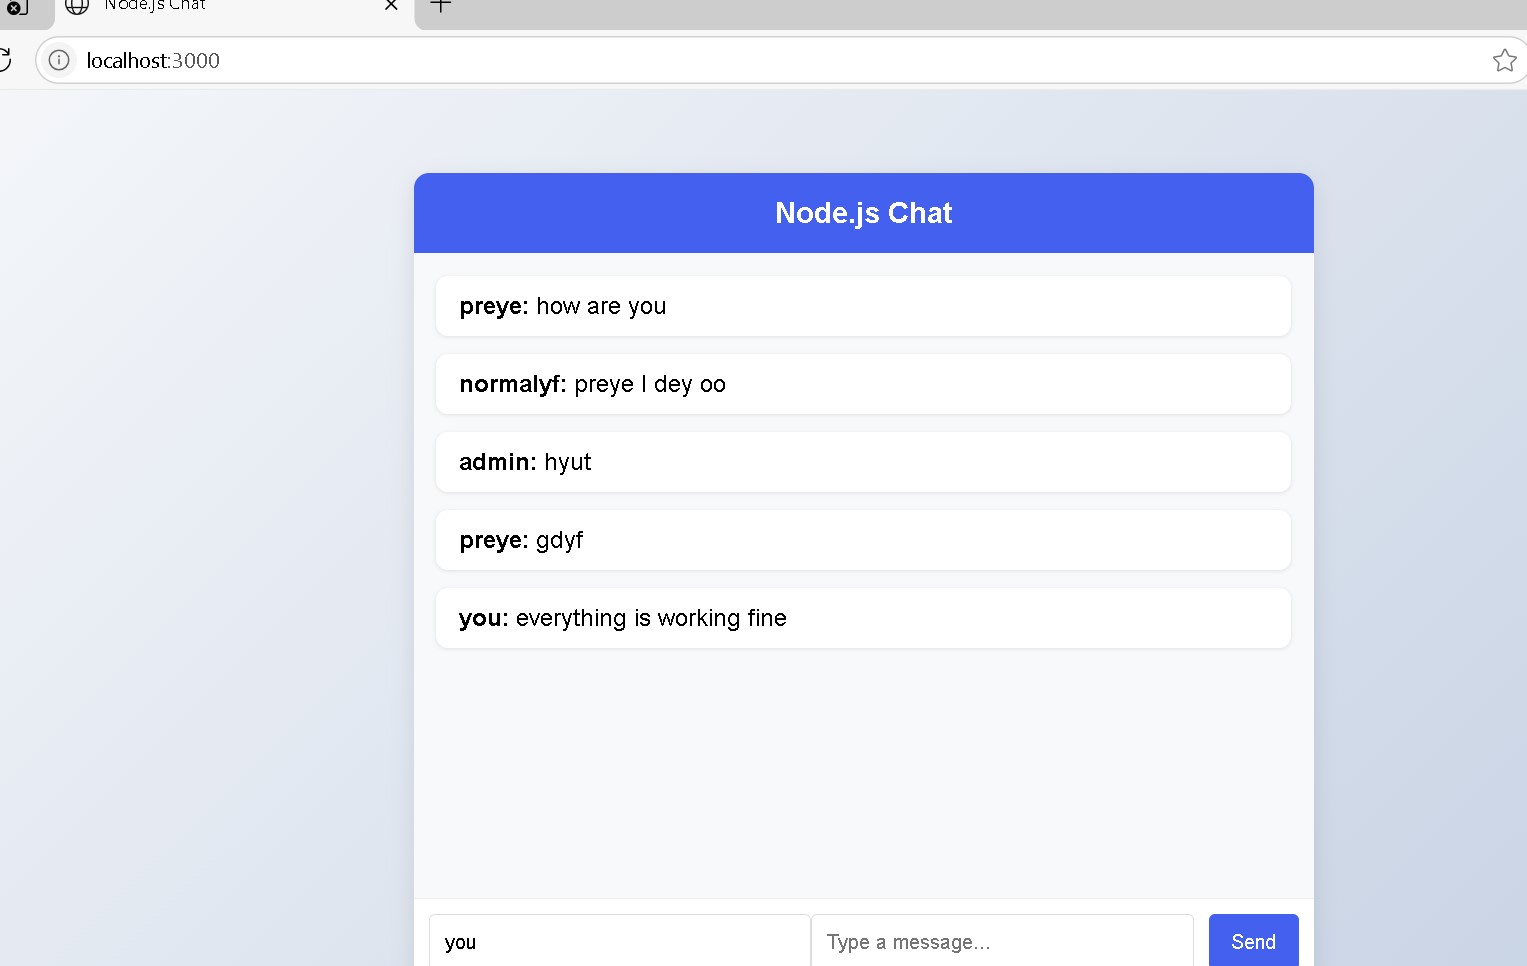 Node.js Chat
localhost:3000
Node.js Chat
preye: how are you
normalyf: preye I dey oo
admin: hyut
preye: gdyf
you: everything is working fine
you
Type a message...
Send